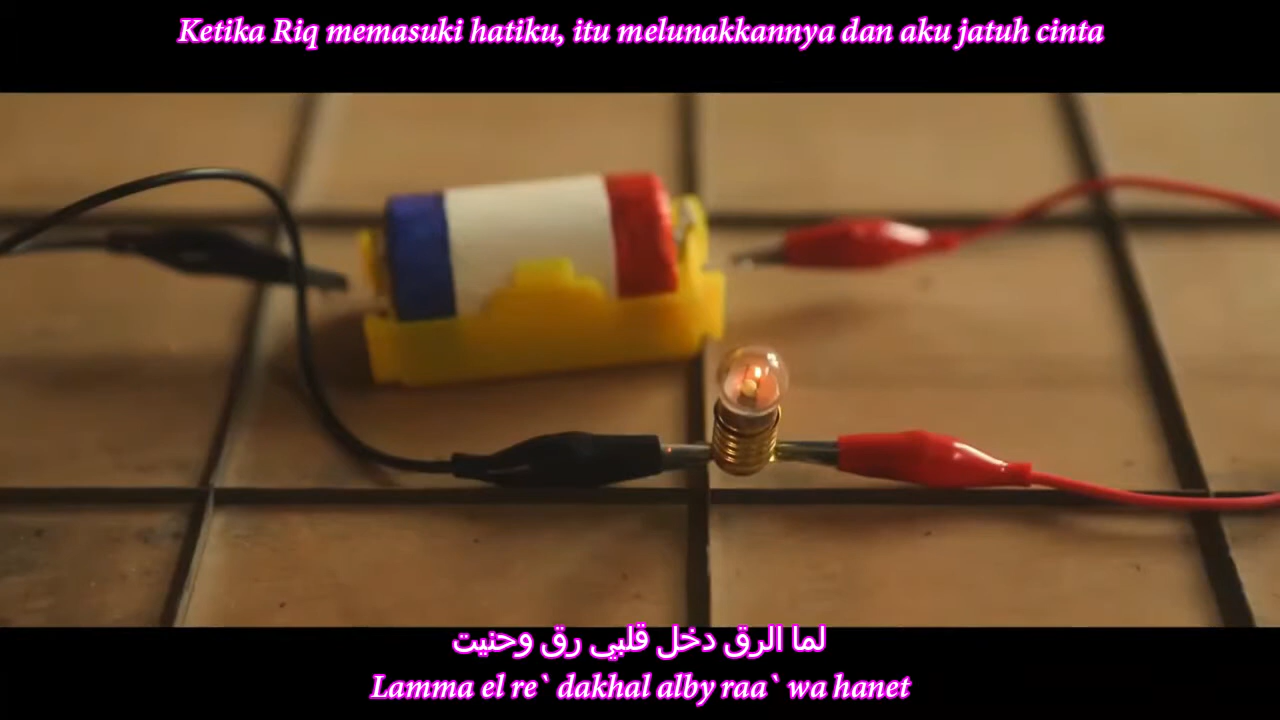 Ketika Riq memasuki hatiku, itu melunakkannya dan aku jatuh cinta
لما الرق دخل قلبي رق وحنيت
Lamma el re` dakhal alby raa` wa hanet